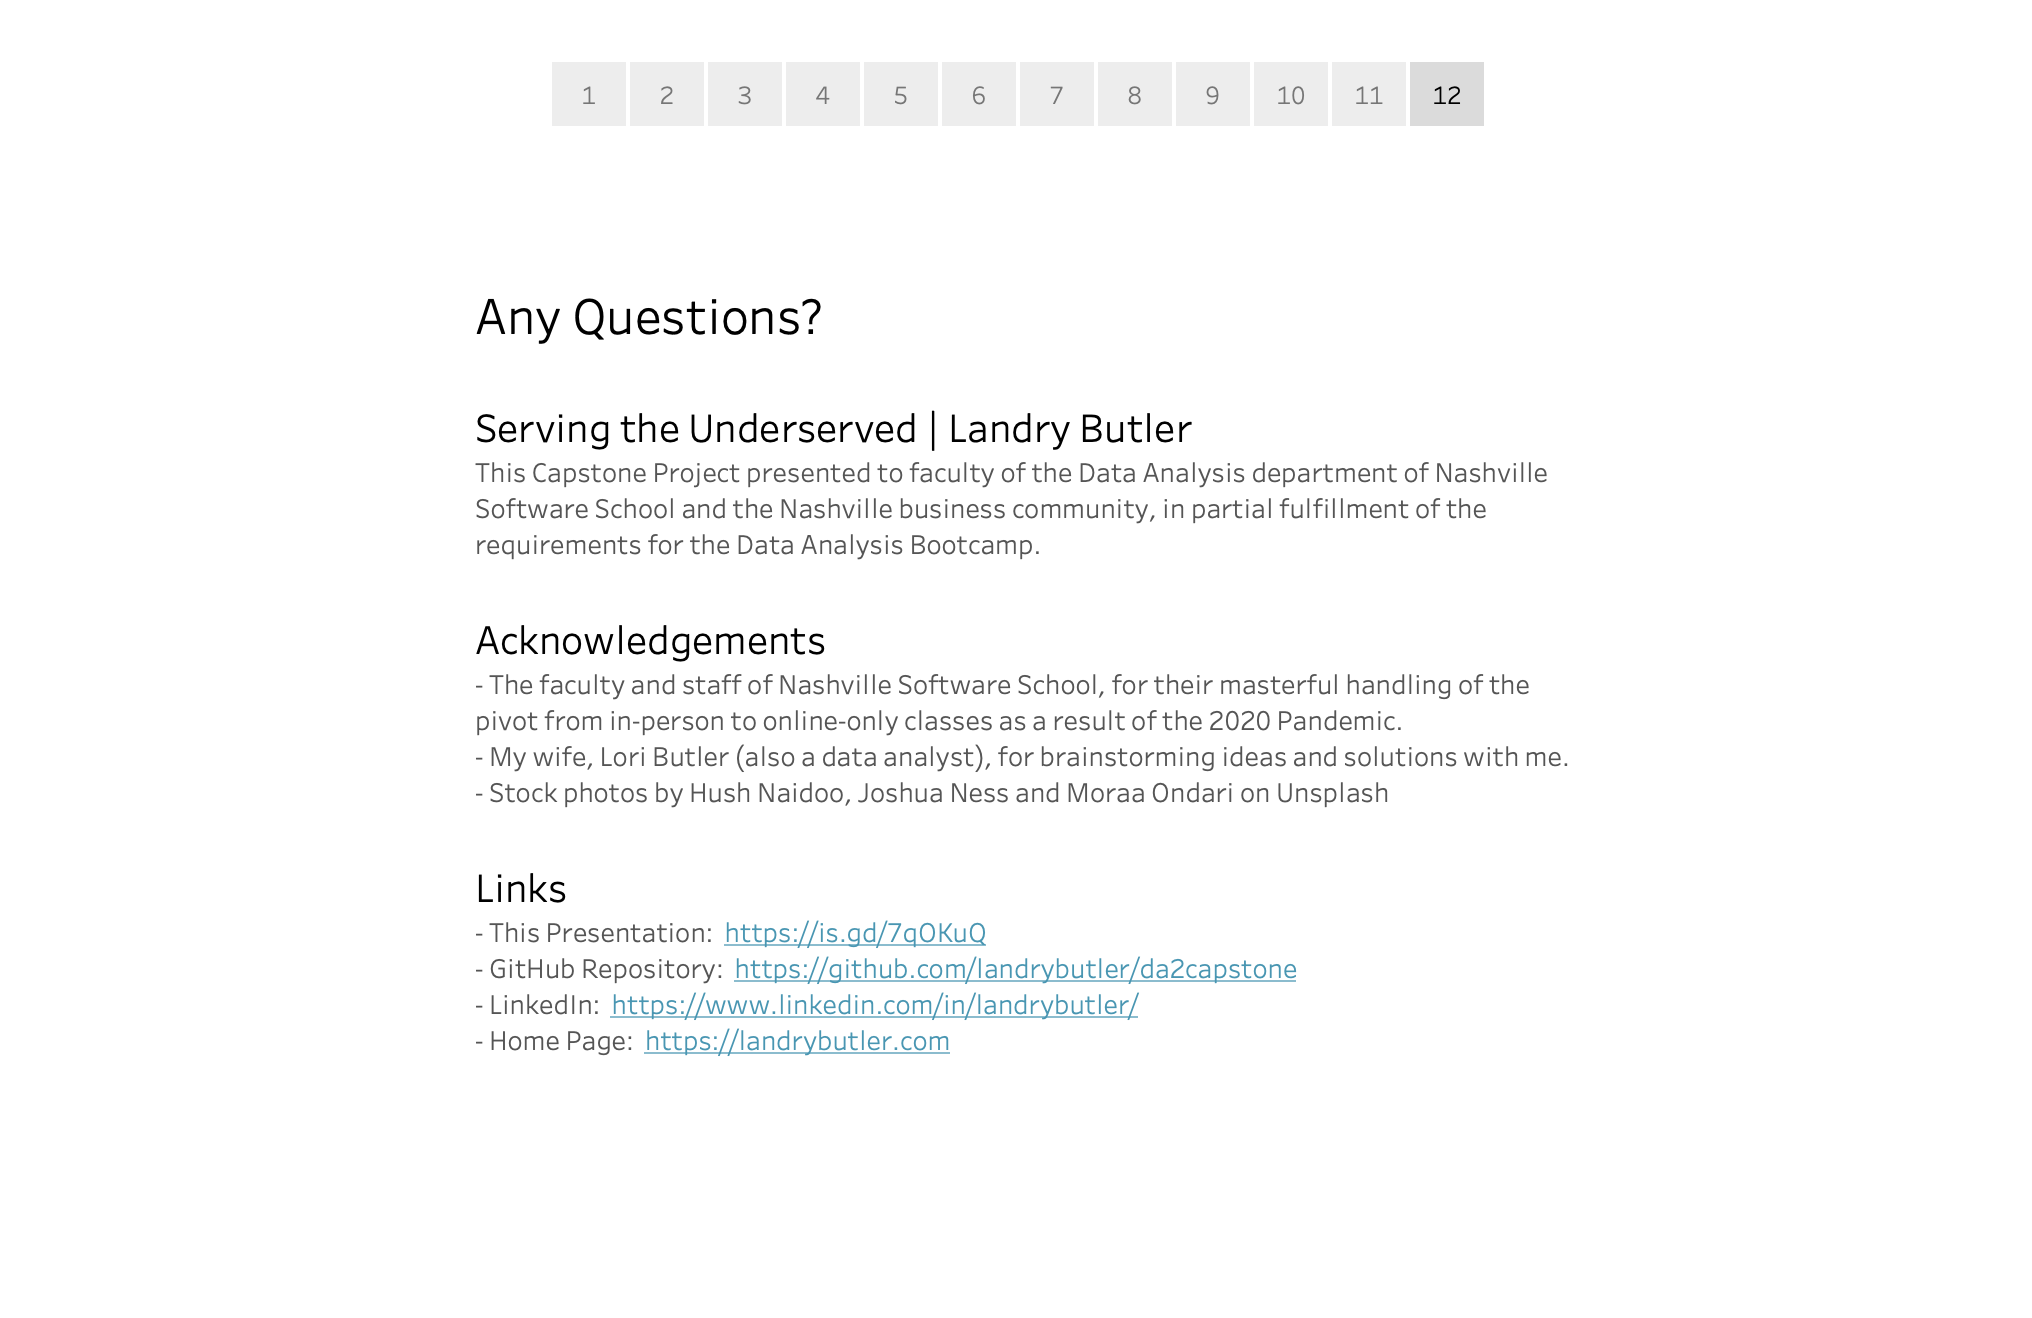 1 2 3 4 5 6 7 8 9 10 11 12
Any Questions?
Serving the Underserved | Landry Butler
This Capstone Project presented to faculty of the Data Analysis department of Nashville
Software School and the Nashville business community, in partial fulfillment of the
requirements for the Data Analysis Bootcamp.
Acknowledgements
- The faculty and staff of Nashville Software School, for their masterful handling of the
pivot from in-person to online-only classes as a result of the 2020 Pandemic.
- My wife, Lori Butler (also a data analyst), for brainstorming ideas and solutions with me.
- Stock photos by Hush Naidoo, Joshua Ness and Moraa Ondari on Unsplash
Links
- This Presentation: https://is.gd/7qOKuQ
- GitHub Repository: https://github.com/landrybutler/da2capstone
- LinkedIn: https://www.linkedin.com/in/landrybutler/
- Home Page: https://landrybutler.com